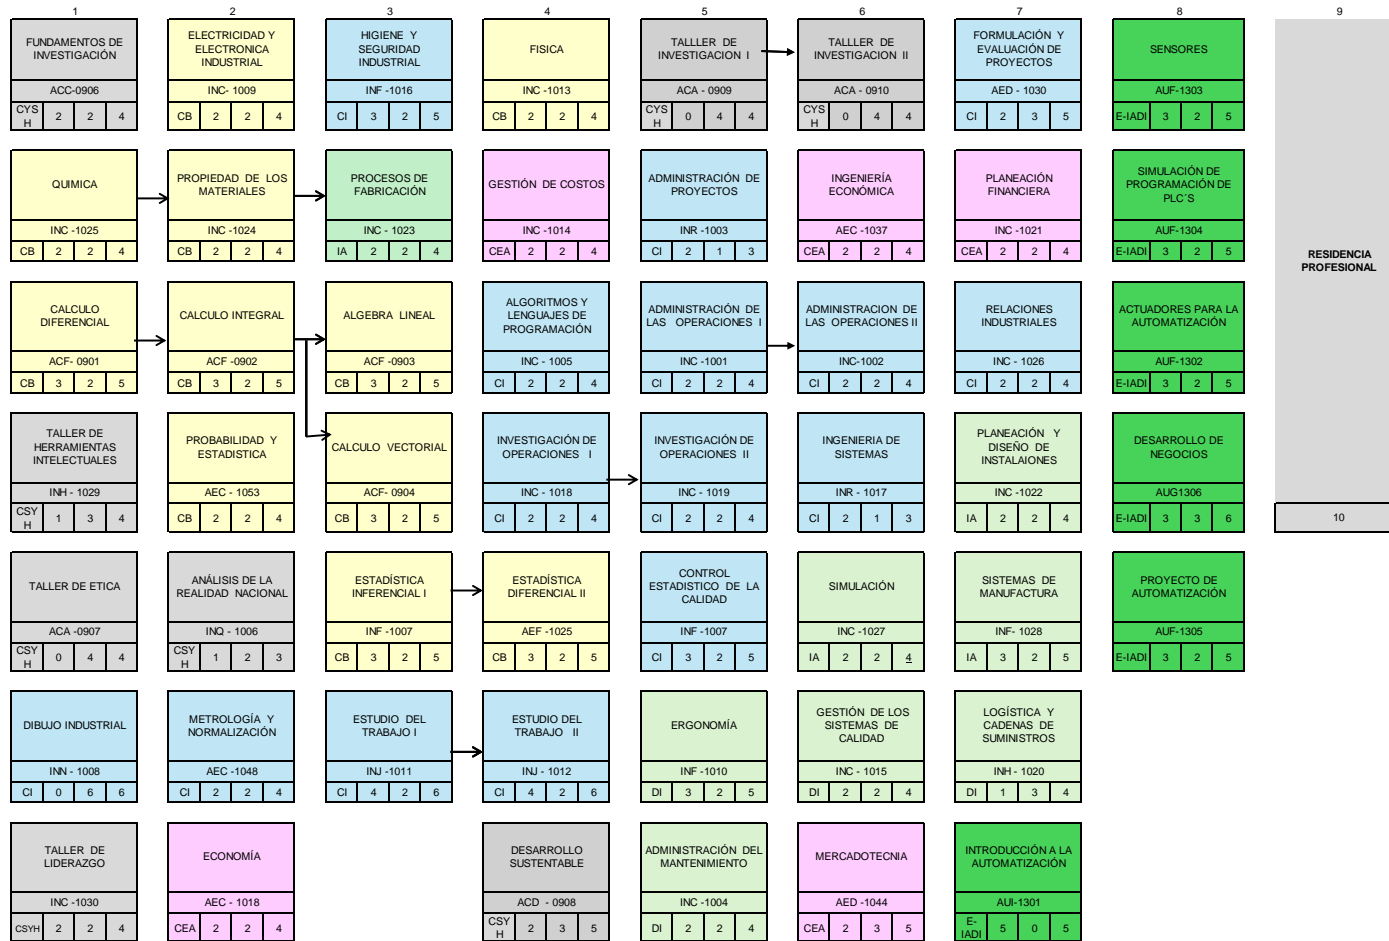 1 2 3 4 5 6 7 8 9
FUNDAMENTOS DE
INVESTIGACIÓN
ACC-0906
CYS
H 2 2 4
ELECTRICIDAD Y
ELECTRONICA
INDUSTRIAL
INC- 1009
CB 2 2 4
HIGIENE Y
SEGURIDAD
INDUSTRIAL
INF -1016
CI 3 2 5
FISICA
INC -1013
CB 2 2 4
TALLLER DE
INVESTIGACION I
ACA - 0909
CYS
H 0 4 4
TALLLER DE
INVESTIGACION II
ACA - 0910
CYS
H 0 4 4
FORMULACIÓN Y
EVALUACIÓN DE
PROYECTOS
AED - 1030
CI 2 3 5
SENSORES
AUF-1303
E-IADI 3 2 5
QUIMICA
INC -1025
CB 2 2 4
PROPIEDAD DE LOS
MATERIALES
INC -1024
CB 2 2 4
PROCESOS DE
FABRICACIÓN
INC - 1023
IA 2 2 4
GESTIÓN DE COSTOS
INC -1014
CEA 2 2 4
ADMINISTRACIÓN DE
PROYECTOS
INR -1003
CI 2 1 3
INGENIERÍA
ECONÓMICA
AEC -1037
CEA 2 2 4
PLANEACIÓN
FINANCIERA
INC -1021
CEA 2 2 4
SIMULACIÓN DE
PROGRAMACIÓN DE
PLC´S
AUF-1304
E-IADI 3 2 5
RESIDENCIA
PROFESIONAL
CALCULO
DIFERENCIAL
ACF- 0901
CB 3 2 5
CALCULO INTEGRAL
ACF -0902
CB 3 2 5
ALGEBRA LINEAL
ACF -0903
CB 3 2 5
ALGORITMOS Y
LENGUAJES DE
PROGRAMACIÓN
INC - 1005
CI 2 2 4
ADMINISTRACIÓN DE
LAS OPERACIONES I
INC -1001
CI 2 2 4
ADMINISTRACION DE
LAS OPERACIONES II
INC-1002
CI 2 2 4
RELACIONES
INDUSTRIALES
INC - 1026
CI 2 2 4
ACTUADORES PARA LA
AUTOMATIZACIÓN
AUF-1302
E-IADI 3 2 5
TALLER DE
HERRAMIENTAS
INTELECTUALES
INH - 1029
CSY
H 1 3 4
PROBABILIDAD Y
ESTADISTICA
AEC - 1053
CB 2 2 4
CALCULO VECTORIAL
ACF- 0904
CB 3 2 5
INVESTIGACIÓN DE
OPERACIONES I
INC - 1018
CI 2 2 4
INVESTIGACIÓN DE
OPERACIONES II
INC - 1019
CI 2 2 4
INGENIERIA DE
SISTEMAS
INR - 1017
CI 2 1 3
PLANEACIÓN Y
DISEÑO DE
INSTALAIONES
INC -1022
IA 2 2 4
DESARROLLO DE
NEGOCIOS
AUG1306
E-IADI 3 3 6
10
TALLER DE ETICA
ACA -0907
CSY
H 0 4 4
ANÁLISIS DE LA
REALIDAD NACIONAL
INQ - 1006
CSY
H 1 2 3
ESTADÍSTICA
INFERENCIAL I
INF -1007
CB 3 2 5
ESTADÍSTICA
DIFERENCIAL II
AEF -1025
CB 3 2 5
CONTROL
ESTADISTICO DE LA
CALIDAD
INF -1007
CI 3 2 5
SIMULACIÓN
INC -1027
IA 2 2 4
SISTEMAS DE
MANUFACTURA
INF- 1028
IA 3 2 5
PROYECTO DE
AUTOMATIZACIÓN
AUF-1305
E-IADI 3 2 5
DIBUJO INDUSTRIAL
INN - 1008
CI 0 6 6
METROLOGÍA Y
NORMALIZACIÓN
AEC -1048
CI 2 2 4
ESTUDIO DEL
TRABAJO I
INJ -1011
CI 4 2 6
ESTUDIO DEL
TRABAJO II
INJ - 1012
CI 4 2 6
ERGONOMÍA
INF -1010
DI 3 2 5
GESTIÓN DE LOS
SISTEMAS DE
CALIDAD
INC - 1015
DI 2 2 4
LOGÍSTICA Y
CADENAS DE
SUMINISTROS
INH - 1020
DI 1 3 4
TALLER DE
LIDERAZGO
INC -1030
CSYH 2 2 4
ECONOMÍA
AEC - 1018
CEA 2 2 4
DESARROLLO
SUSTENTABLE
ACD - 0908
CSY
H 2 3 5
ADMINISTRACIÓN DEL
MANTENIMIENTO
INC -1004
DI 2 2 4
MERCADOTECNIA
AED -1044
CEA 2 3 5
INTRODUCCIÓN A LA
AUTOMATIZACIÓN
AUI-1301
E-
IADI 5 0 5